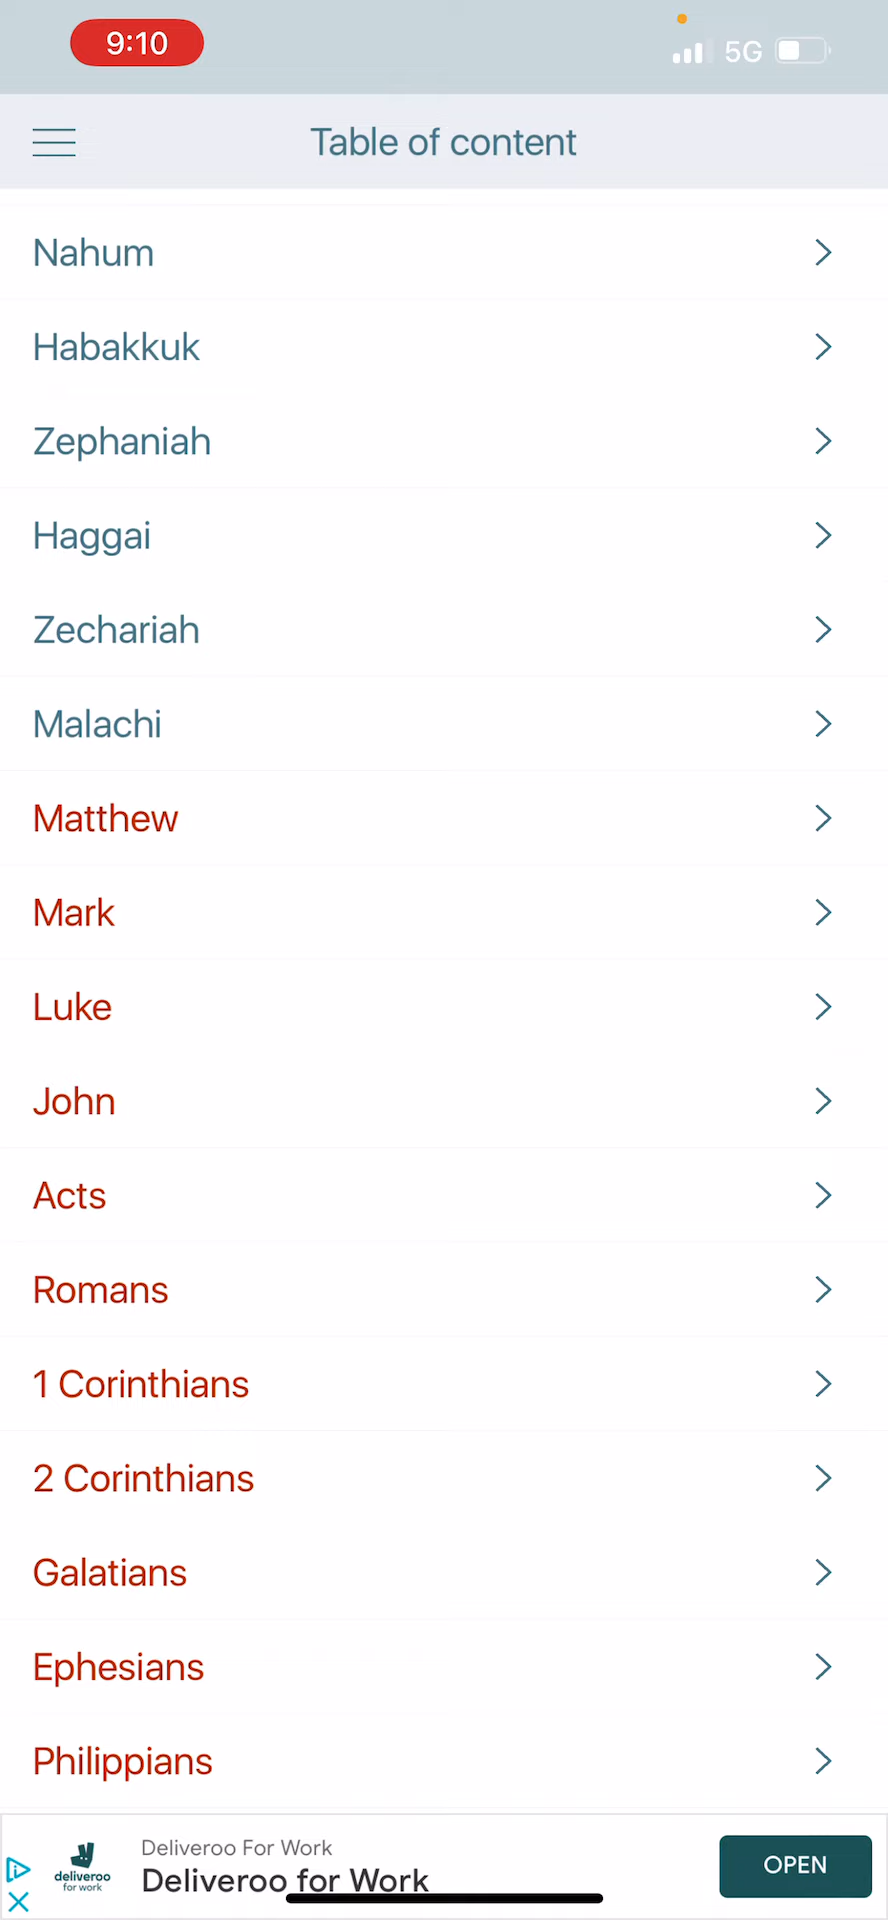 9:10
5G
Table of content
Nahum
Habakkuk
Zephaniah
Haggai
Zechariah
Malachi
Matthew
Mark
Luke
John
Acts
Romans
1 Corinthians
2 Corinthians
Galatians
Ephesians
Philippians
deliveroo
for work
Deliveroo For Work
Deliveroo for Work
OPEN